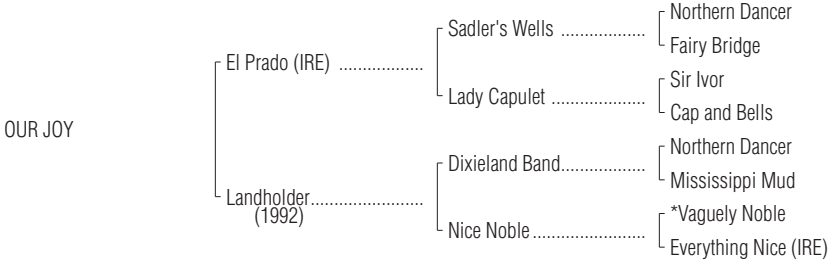 Northern Dancer
Sadler's Wells ..................
Fairy Bridge
El Prado (IRE) ..................
Sir Ivor
Lady Capulet ....................
Cap and Bells
OUR JOY
Northern Dancer
Dixieland Band..................
Mississippi Mud
Landholder........................
(1992)
*Vaguely Noble
Nice Noble ........................
Everything Nice (IRE)